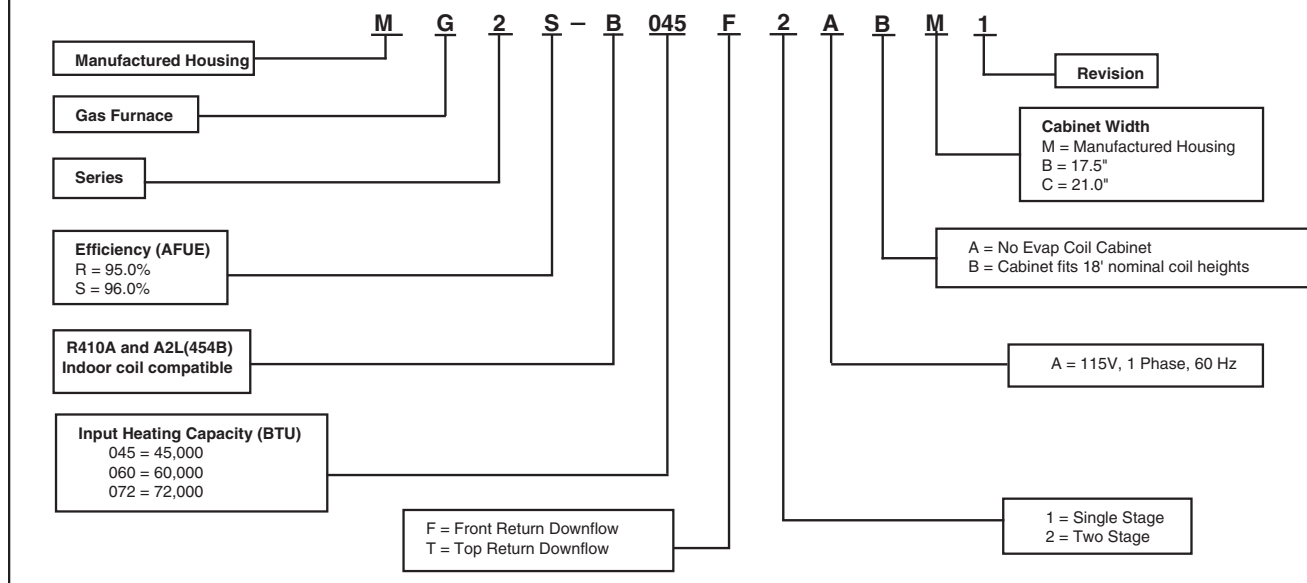 M G 2 S – B 045 F 2 A B M 1
Manufactured Housing
Gas Furnace
Series
Efficiency (AFUE)
R = 95.0%
S = 96.0%
R410A and A2L(454B)
Indoor coil compatible
Input Heating Capacity (BTU)
045 = 45,000
060 = 60,000
072 = 72,000
F = Front Return Downflow
T = Top Return Downflow
Revision
Cabinet Width
M = Manufactured Housing
B = 17.5"
C = 21.0"
A = No Evap Coil Cabinet
B = Cabinet fits 18' nominal coil heights
A = 115V, 1 Phase, 60 Hz
1 = Single Stage
2 = Two Stage